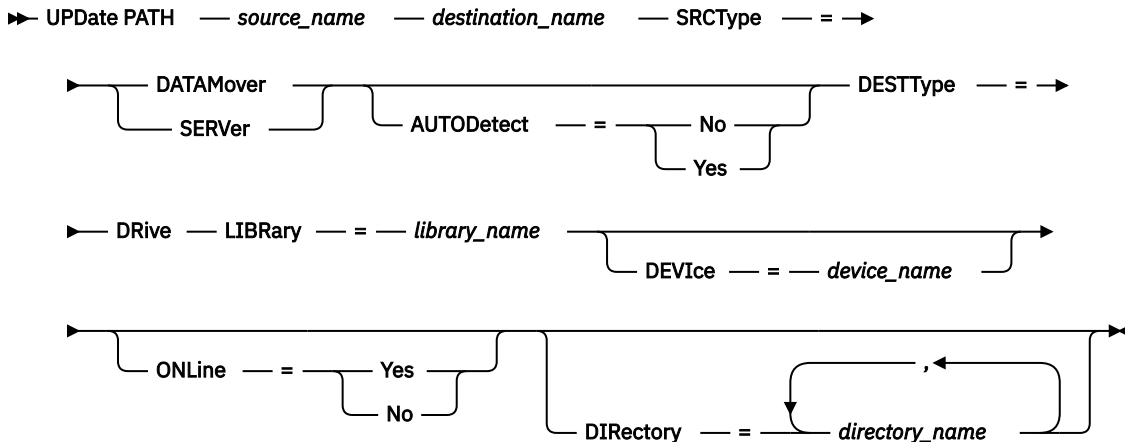 UPDate PATH source_name destination_name SRCType =
DATAMover DESTType =
SERVer AUTODetect = No
Yes
DRive LIBRary = library_name
DEVIce = device_name
ONLine = Yes
No
,
DIRectory = directory_name